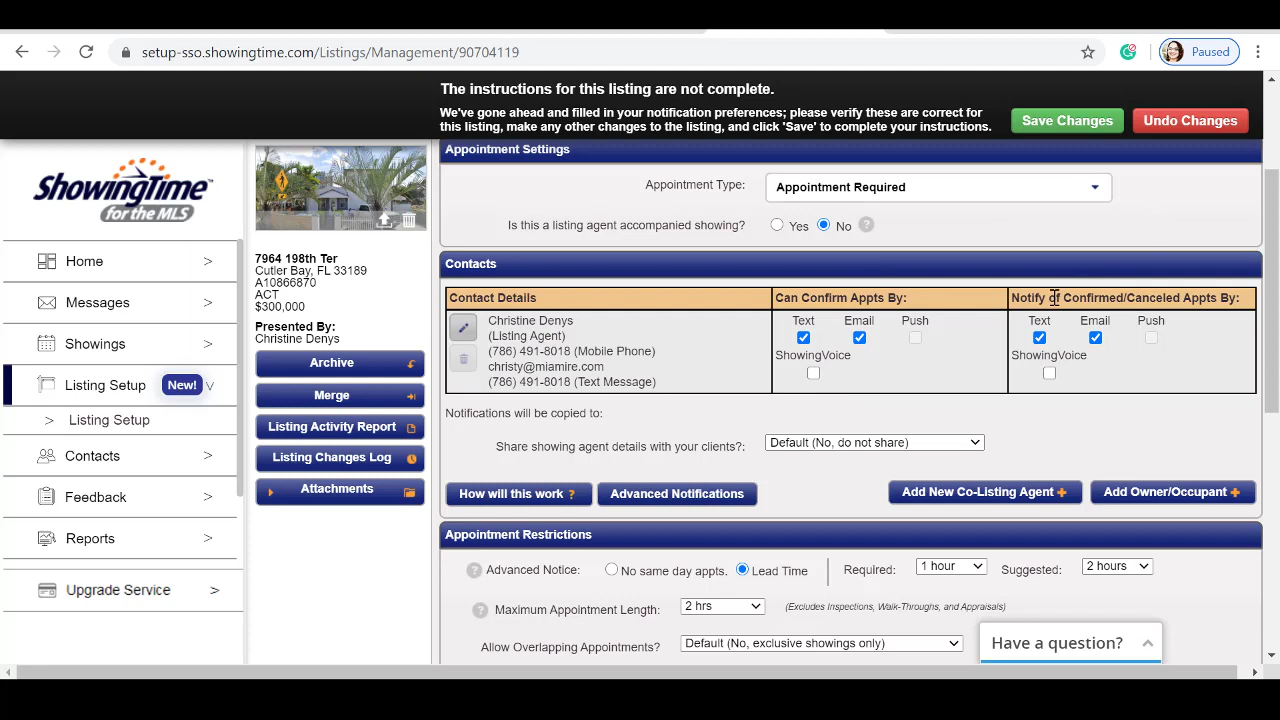 setup-sso.showingtime.com/Listings/Management/90704119
Paused
The instructions for this listing are not complete.
We've gone ahead and filled in your notification preferences; please verify these are correct for
this listing, make any other changes to the listing, and click 'Save' to complete your instructions.
Save Changes
Undo Changes
ShowingTime
for the MLS
Home >
Messages >
Showings >
Listing Setup New!
> Listing Setup
Contacts >
Feedback >
Reports >
Upgrade Service >
7964 198th Ter
Cutler Bay, FL 33189
A10866870
ACT
$300,000
Presented By:
Christine Denys
Archive
Merge
Listing Activity Report
Listing Changes Log
Attachments
Appointment Settings
Appointment Type: Appointment Required
Is this a listing agent accompanied showing? Yes No ?
Contacts
Contact Details Can Confirm Appts By: Notify of Confirmed/Canceled Appts By:
Christine Denys Text Email Push Text Email Push
(Listing Agent)
(786) 491-8018 (Mobile Phone) ShowingVoice ShowingVoice
christy@miamire.com
(786) 491-8018 (Text Message)
Notifications will be copied to:
Share showing agent details with your clients?: Default (No, do not share)
How will this work ? Advanced Notifications Add New Co-Listing Agent + Add Owner/Occupant +
Appointment Restrictions
? Advanced Notice: No same day appts. Lead Time Required: 1 hour Suggested: 2 hours
? Maximum Appointment Length: 2 hrs (Excludes Inspections, Walk-Throughs, and Appraisals)
Allow Overlapping Appointments? Default (No, exclusive showings only)
Have a question?